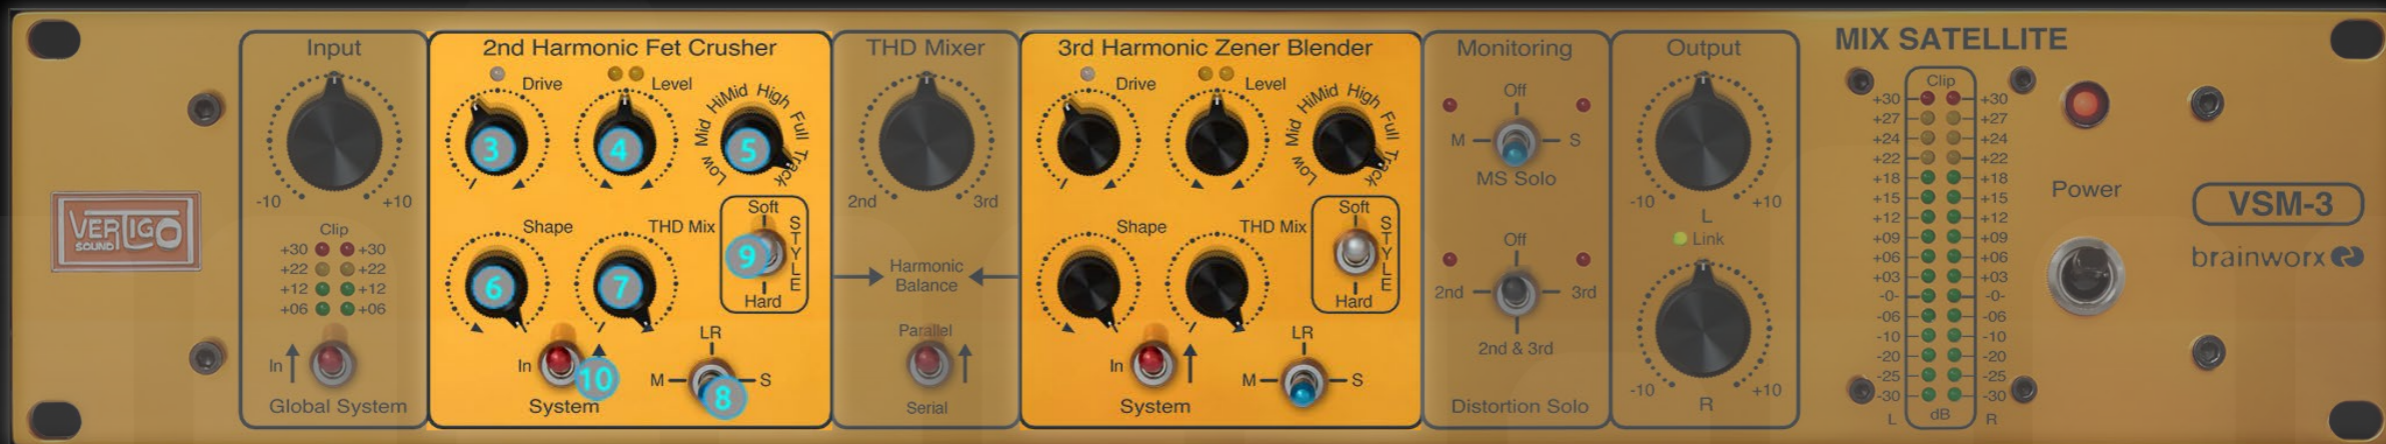 Input
-10
+10
Clip
+30 +30
+22 +22
+12 +12
+06 +06
In
Global System
VERTIGO
SOUND
2nd Harmonic Fet Crusher
Drive
Level
Low Mid HiMid High Full Track
3
4
5
Shape
THD Mix
6
7
Soft
STYLE
9
Hard
In
10
System
LR
M
S
8
THD Mixer
2nd
3rd
Harmonic
Balance
Parallel
Serial
3rd Harmonic Zener Blender
Drive
Level
Low Mid HiMid High Full Track
Shape
THD Mix
Soft
STYLE
Hard
In
System
LR
M
S
Monitoring
Off
M
S
MS Solo
Off
2nd
3rd
2nd & 3rd
Distortion Solo
Output
-10
+10
L
Link
-10
+10
R
MIX SATELLITE
Clip
+30 +30
+27 +27
+24 +24
+22 +22
+18 +18
+15 +15
+12 +12
+09 +09
+06 +06
+03 +03
-0- -0-
-06 -06
-10 -10
-20 -20
-25 -25
-30 -30
L dB R
Power
VSM-3
brainworx